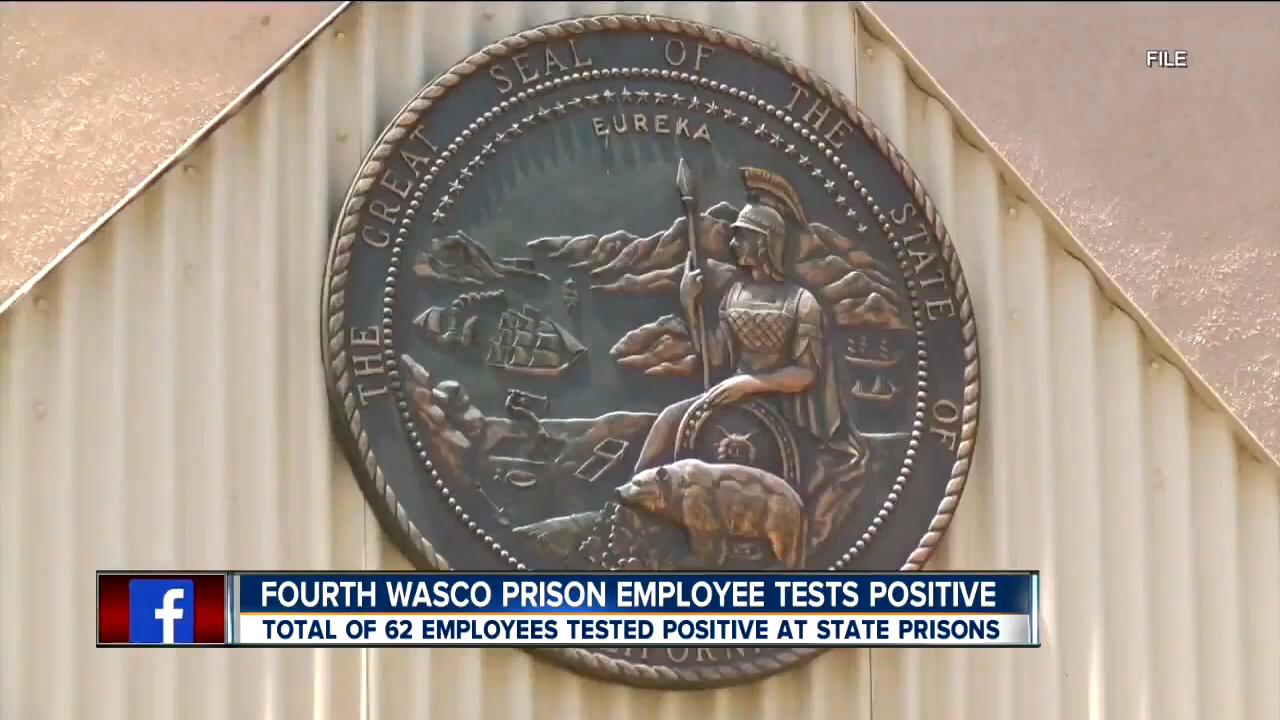 FILE
THE GREAT SEAL OF THE STATE OF
EUREKA
FOURTH WASCO PRISON EMPLOYEE TESTS POSITIVE
TOTAL OF 62 EMPLOYEES TESTED POSITIVE AT STATE PRISONS